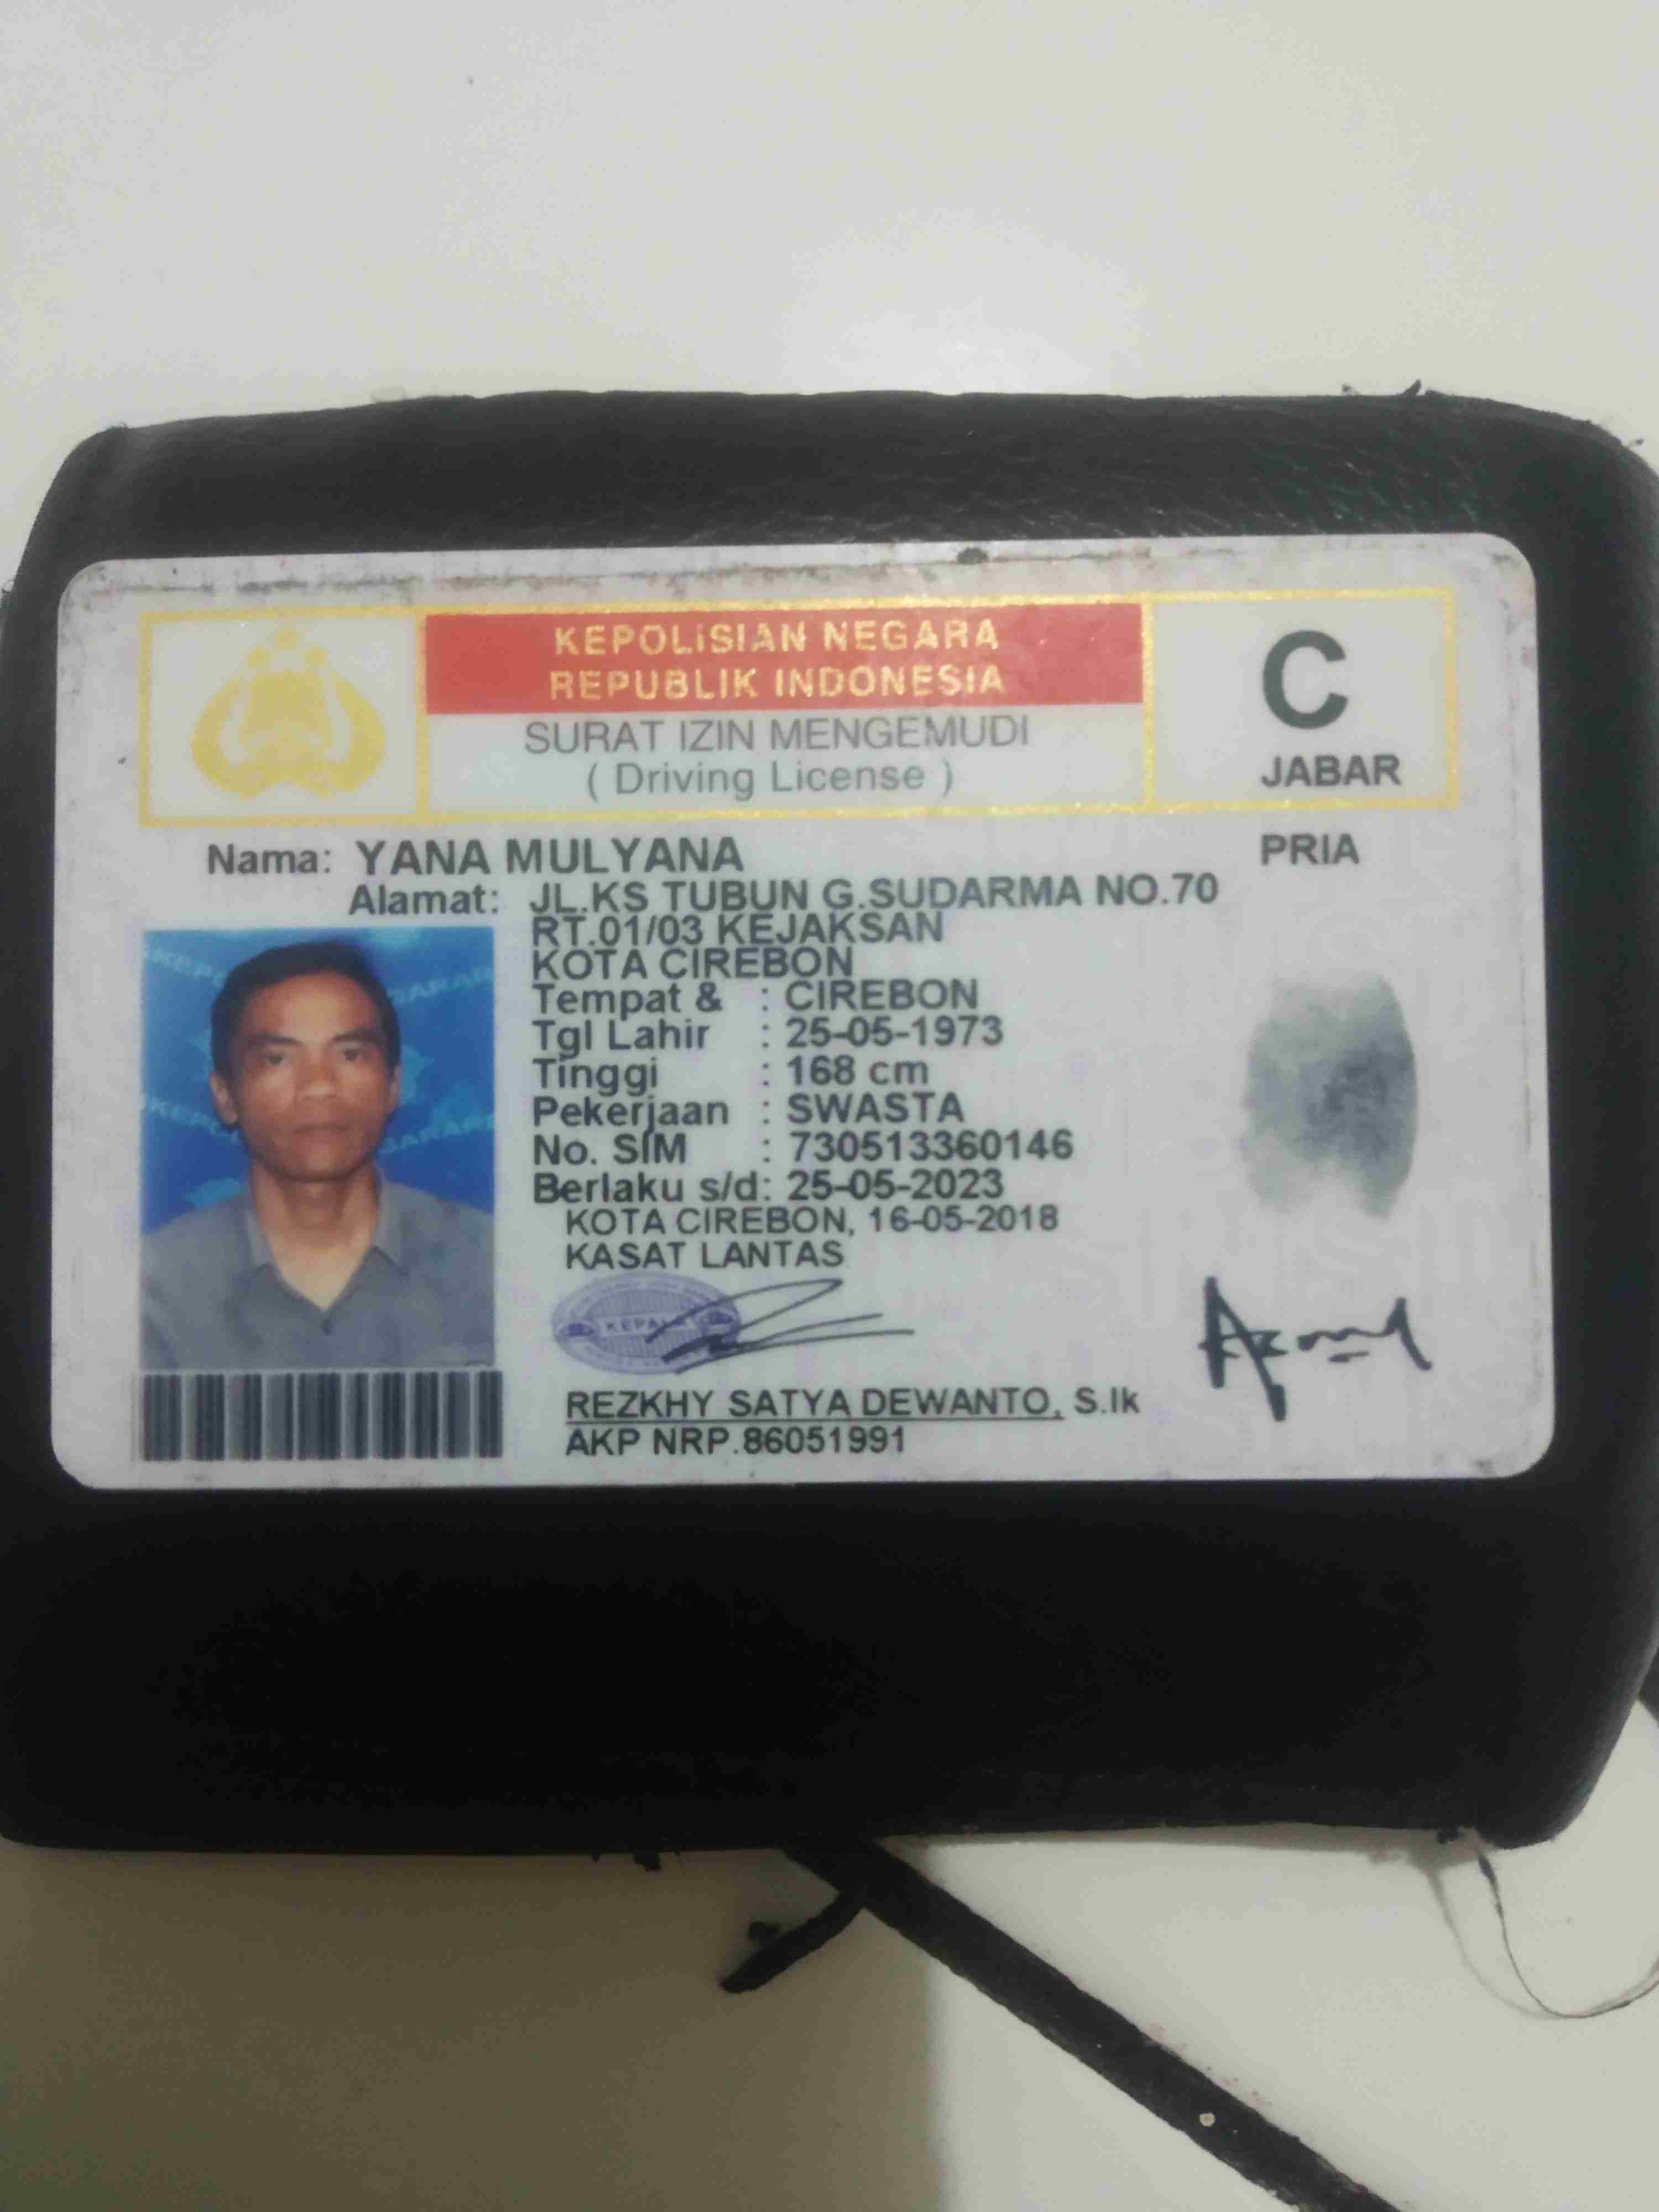 KEPOLISIAN NEGARA
REPUBLIK INDONESIA
SURAT IZIN MENGEMUDI
( Driving License )
C
JABAR
Nama: YANA MULYANA
PRIA
Alamat: JL.KS TUBUN G.SUDARMA NO.70
RT.01/03 KEJAKSAN
KOTA CIREBON
Tempat & : CIREBON
Tgl Lahir : 25-05-1973
Tinggi : 168 cm
Pekerjaan : SWASTA
No. SIM : 730513360146
Berlaku s/d: 25-05-2023
KOTA CIREBON, 16-05-2018
KASAT LANTAS
REZKHY SATYA DEWANTO, S.Ik
AKP NRP.86051991